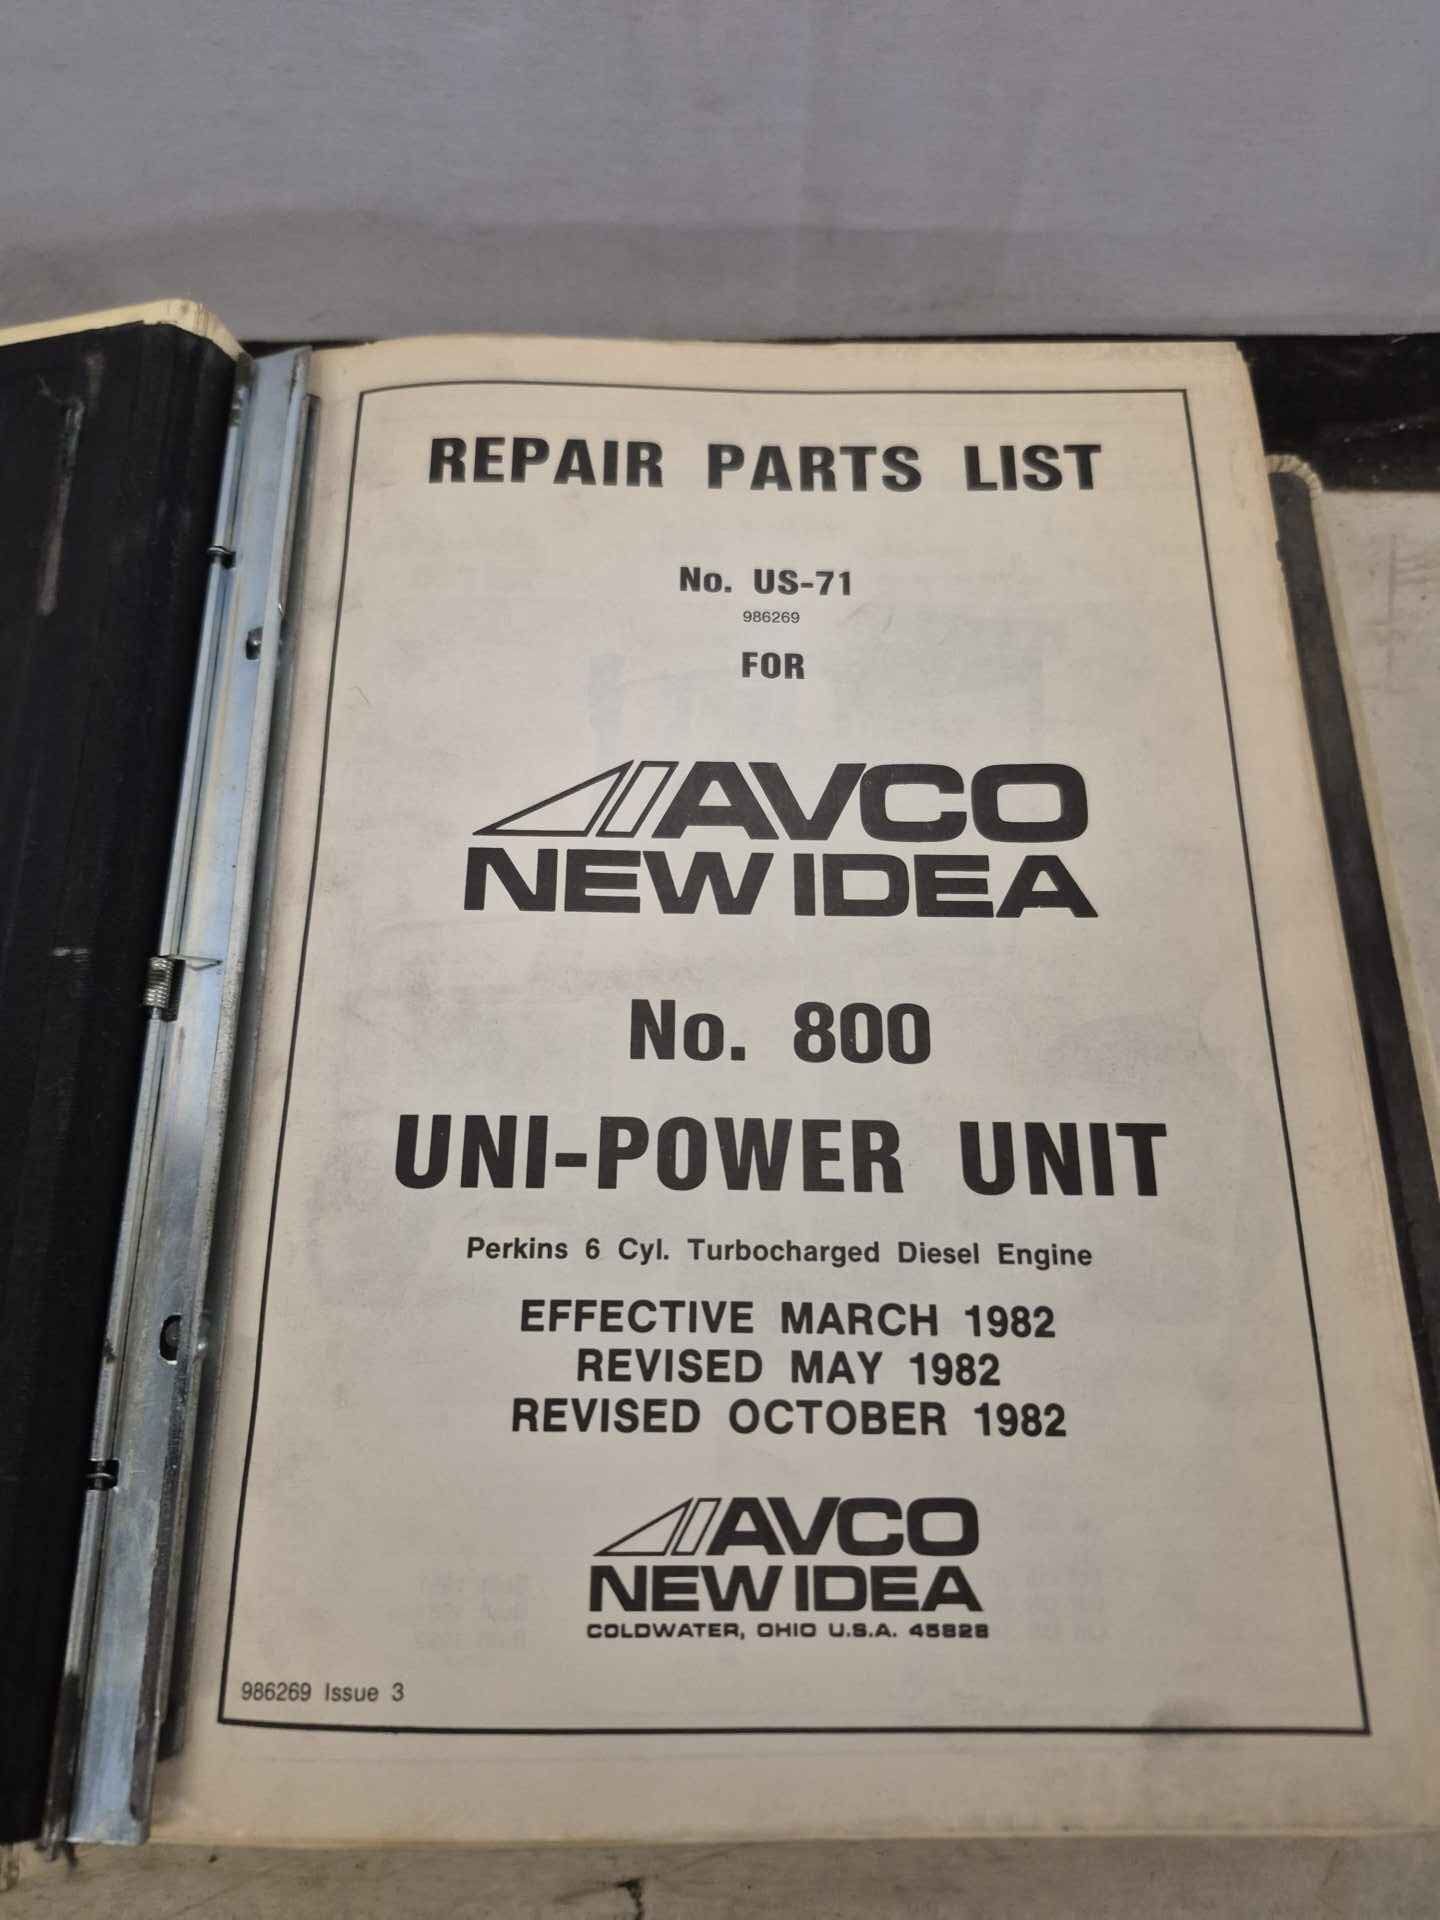 REPAIR PARTS LIST
No. US-71
986269
FOR
AVCO
NEW IDEA
No. 800
UNI-POWER UNIT
Perkins 6 Cyl. Turbocharged Diesel Engine
EFFECTIVE MARCH 1982
REVISED MAY 1982
REVISED OCTOBER 1982
AVCO
NEW IDEA
COLDWATER, OHIO U.S.A. 45828
986269 Issue 3